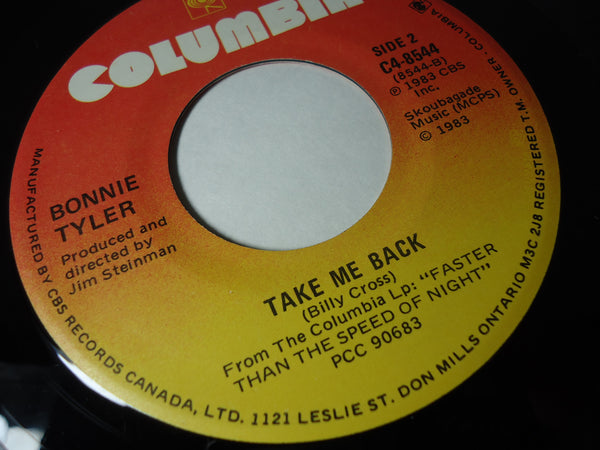 COLUMBIA
SIDE 2
C4-8544
(8544-B)
℗ 1983 CBS
Inc.
Skoubagade
Music (MCPS)
© 1983
BONNIE
TYLER
Produced and
directed by
Jim Steinman
TAKE ME BACK
(Billy Cross)
From The Columbia Lp: "FASTER
THAN THE SPEED OF NIGHT"
PCC 90683
MANUFACTURED BY CBS RECORDS CANADA, LTD. 1121 LESLIE ST. DON MILLS ONTARIO M3C 2J8 REGISTERED T.M. OWNER - COLUMBIA